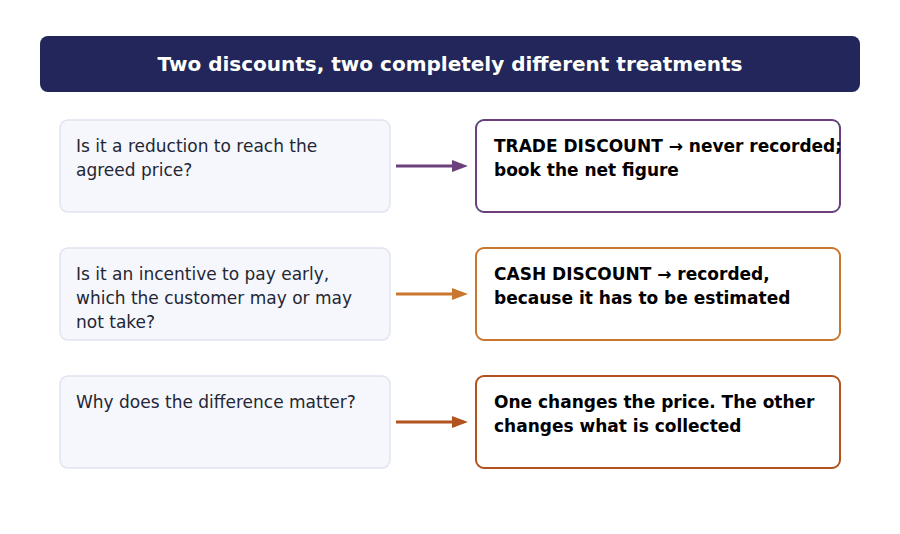 Two discounts, two completely different treatments
Is it a reduction to reach the
agreed price?
TRADE DISCOUNT → never recorded;
book the net figure
Is it an incentive to pay early,
which the customer may or may
not take?
CASH DISCOUNT → recorded,
because it has to be estimated
Why does the difference matter?
One changes the price. The other
changes what is collected